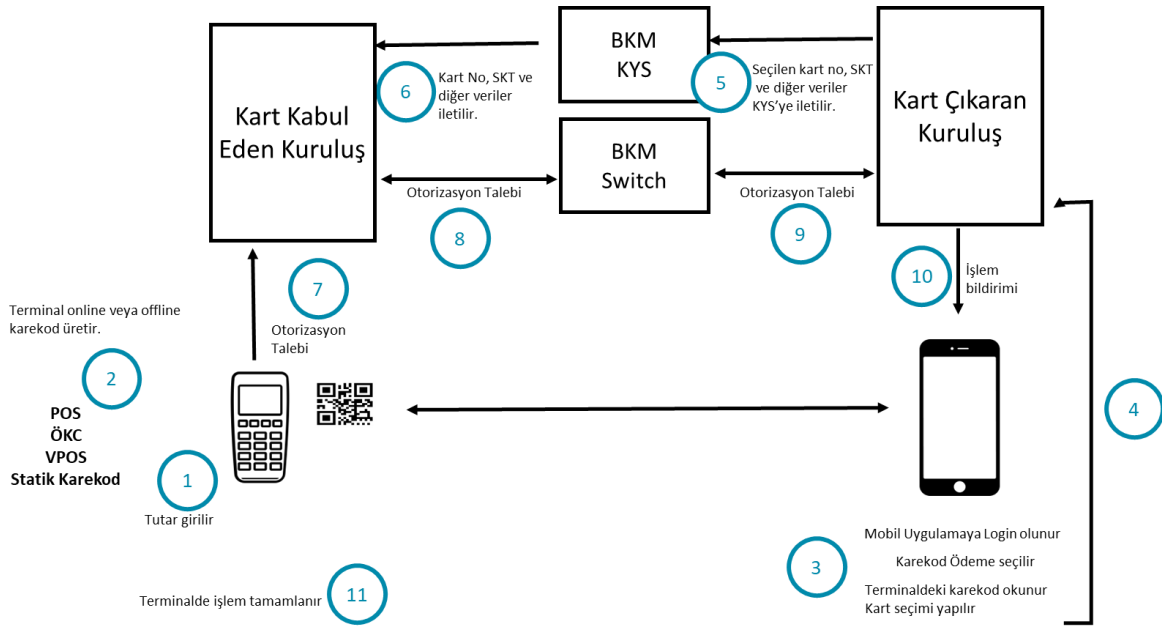 BKM
KYS
Kart Kabul
Eden Kuruluş
6
Kart No, SKT ve
diğer veriler
iletilir.
5
Seçilen kart no, SKT
ve diğer veriler
KYS'ye iletilir.
Kart Çıkaran
Kuruluş
BKM
Switch
Otorizasyon Talebi
8
Otorizasyon Talebi
9
7
Otorizasyon
Talebi
10
İşlem
bildirimi
Terminal online veya offline
karekod üretir.
2
POS
ÖKC
VPOS
Statik Karekod
1
Tutar girilir
4
3
Mobil Uygulamaya Login olunur
Karekod Ödeme seçilir
Terminaldeki karekod okunur
Kart seçimi yapılır
Terminalde işlem tamamlanır
11